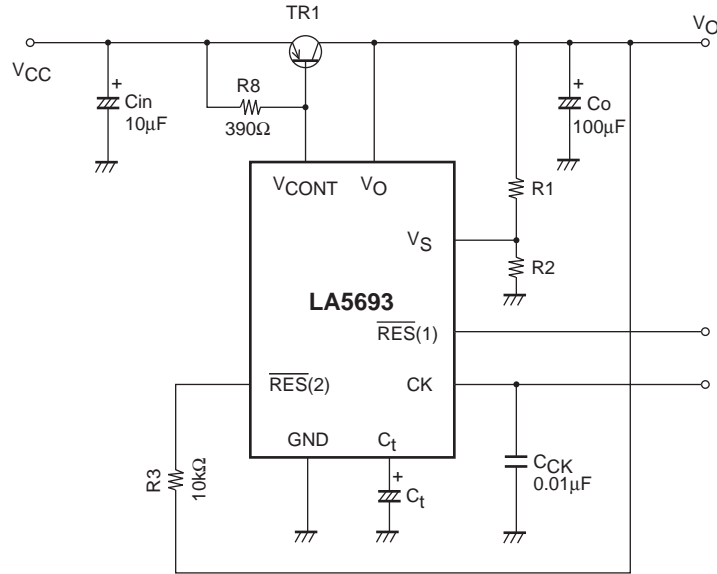 TR1
VO
VCC
Cin
10μF
R8
390Ω
Co
100μF
VCONT
VO
R1
VS
R2
LA5693
RES(1)
RES(2)
CK
GND
Ct
R3
10kΩ
Ct
CCK
0.01μF
+
+
+